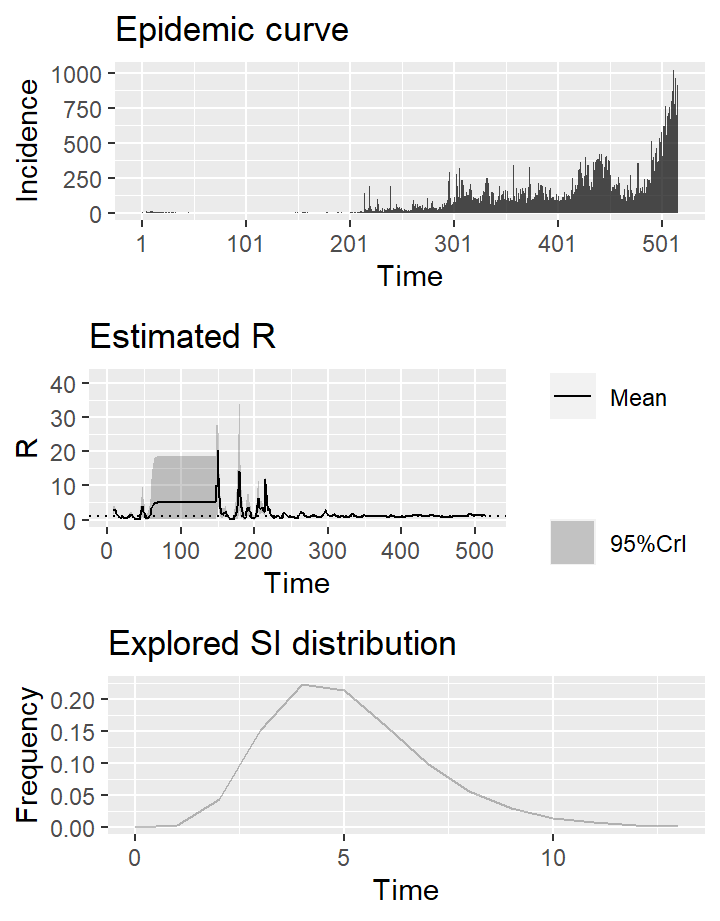 Epidemic curve
Incidence
1000
750
500
250
0
1 101 201 301 401 501
Time
Estimated R
R
40
30
20
10
0
0 100 200 300 400 500
Time
Mean
95%CrI
Explored SI distribution
Frequency
0.20
0.15
0.10
0.05
0.00
0 5 10
Time